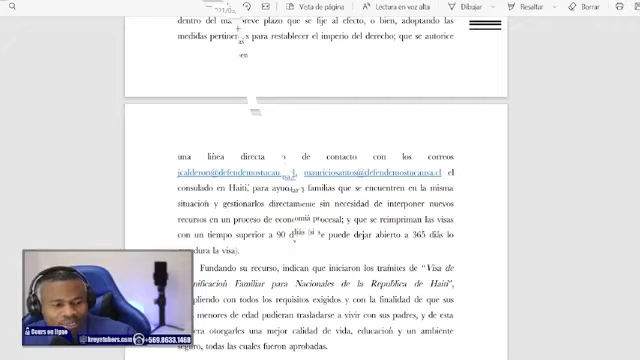 Vista de página
Lectura en voz alta
Dibujar
Resaltar
Borrar
dentro del más breve plazo que se fije al efecto, o bien, adoptando las
medidas pertinentes para restablecer el imperio del derecho; que se autorice
una línea directa de contacto con los correos
jcalderon@defendemostucau mauriciosantos@defendemostucausa.cl el
consulado en Haití, para ayudar familias que se encuentren en la misma
situación y gestionarlos directamente sin necesidad de interponer nuevos
recursos en un proceso de economía procesal; y que se reimpriman las visas
con un tiempo superior a 90 días (si se puede dejar abierto a 365 días lo
dura la visa).
Fundando su recurso, indican que iniciaron los trámites de “Visa de
nificación Familiar para Nacionales de la Republica de Haiti”,
pliendo con todos los requisitos exigidos y con la finalidad de que sus
menores de edad pudieran trasladarse a vivir con sus padres, y de esta
era otorgarles una mejor calidad de vida, educación y un ambiente
seguro, todas las cuales fueron aprobadas.
Cours en ligne
kreyotubers.com
+569.8633.1468